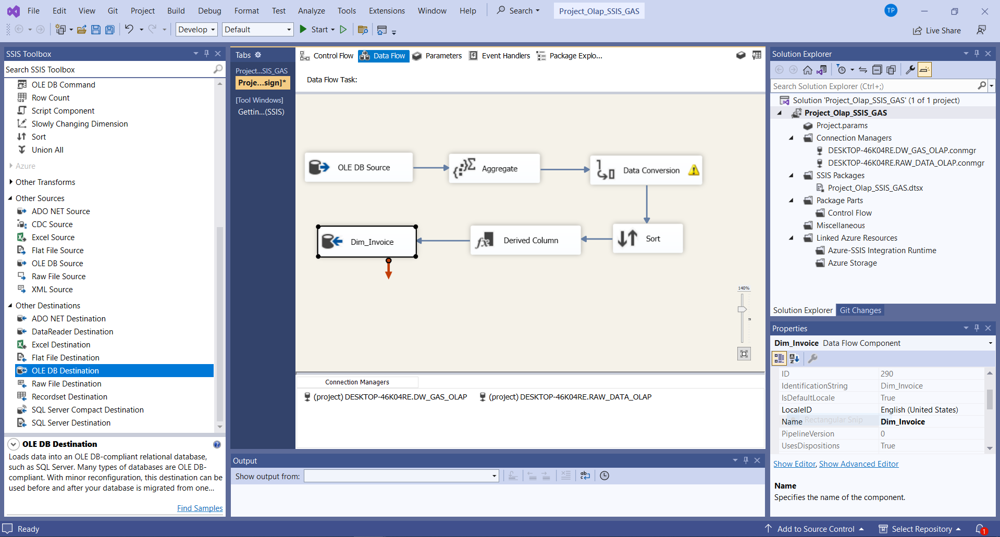 File Edit View Git Project Build Debug Format Test Analyze Tools Extensions Window Help Search Project_Olap_SSIS_GAS TP
Develop Default Start Live Share
SSIS Toolbox
Search SSIS Toolbox
OLE DB Command
Row Count
Script Component
Slowly Changing Dimension
Sort
Union All
Azure
Other Transforms
Other Sources
ADO NET Source
CDC Source
Excel Source
Flat File Source
OLE DB Source
Raw File Source
XML Source
Other Destinations
ADO NET Destination
DataReader Destination
Excel Destination
Flat File Destination
OLE DB Destination
Raw File Destination
Recordset Destination
SQL Server Compact Destination
SQL Server Destination
OLE DB Destination
Loads data into an OLE DB-compliant relational database,
such as SQL Server. Many types of databases are OLE DB-
compliant. With minor reconfiguration, this destination can be
used before and after your database is migrated from one...
Find Samples
Tabs
Project...SIS_GAS
Proje...sign]*
[Tool Windows]
Gettin...(SSIS)
Control Flow Data Flow Parameters Event Handlers Package Explo...
Data Flow Task:
OLE DB Source
Aggregate
Data Conversion
Dim_Invoice
Derived Column
Sort
140%
Connection Managers
(project) DESKTOP-46K04RE.DW_GAS_OLAP (project) DESKTOP-46K04RE.RAW_DATA_OLAP
Output
Show output from:
Solution Explorer
Search Solution Explorer (Ctrl+;)
Solution 'Project_Olap_SSIS_GAS' (1 of 1 project)
Project_Olap_SSIS_GAS
Project.params
Connection Managers
DESKTOP-46K04RE.DW_GAS_OLAP.conmgr
DESKTOP-46K04RE.RAW_DATA_OLAP.conmgr
SSIS Packages
Project_Olap_SSIS_GAS.dtsx
Package Parts
Control Flow
Miscellaneous
Linked Azure Resources
Azure-SSIS Integration Runtime
Azure Storage
Solution Explorer Git Changes
Properties
Dim_Invoice Data Flow Component
ID 290
IdentificationString Dim_Invoice
IsDefaultLocale True
LocaleID English (United States)
Name Rectangular Snip Dim_Invoice
PipelineVersion 0
UsesDispositions True
Show Editor, Show Advanced Editor
Name
Specifies the name of the component.
Ready Add to Source Control Select Repository 1